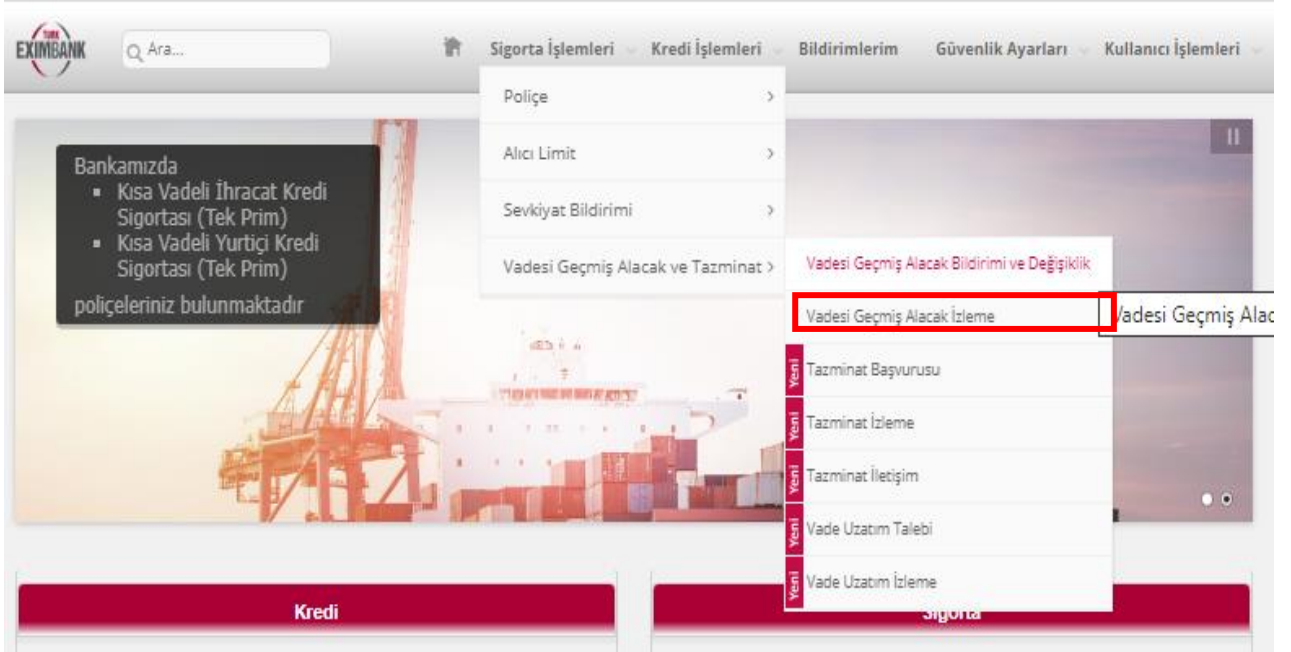 TURK
EXIMBANK
Ara...
Sigorta İşlemleri
Kredi İşlemleri
Bildirimlerim
Güvenlik Ayarları
Kullanıcı İşlemleri
Poliçe
Alıcı Limit
Sevkiyat Bildirimi
Vadesi Geçmiş Alacak ve Tazminat
Vadesi Geçmiş Alacak Bildirimi ve Değişiklik
Vadesi Geçmiş Alacak İzleme
Vadesi Geçmiş Alac
Yeni Tazminat Başvurusu
Yeni Tazminat İzleme
Yeni Tazminat İletişim
Yeni Vade Uzatım Talebi
Yeni Vade Uzatım İzleme
Bankamızda
▪ Kısa Vadeli İhracat Kredi
Sigortası (Tek Prim)
▪ Kısa Vadeli Yurtiçi Kredi
Sigortası (Tek Prim)
poliçeleriniz bulunmaktadır
Kredi
Sigorta